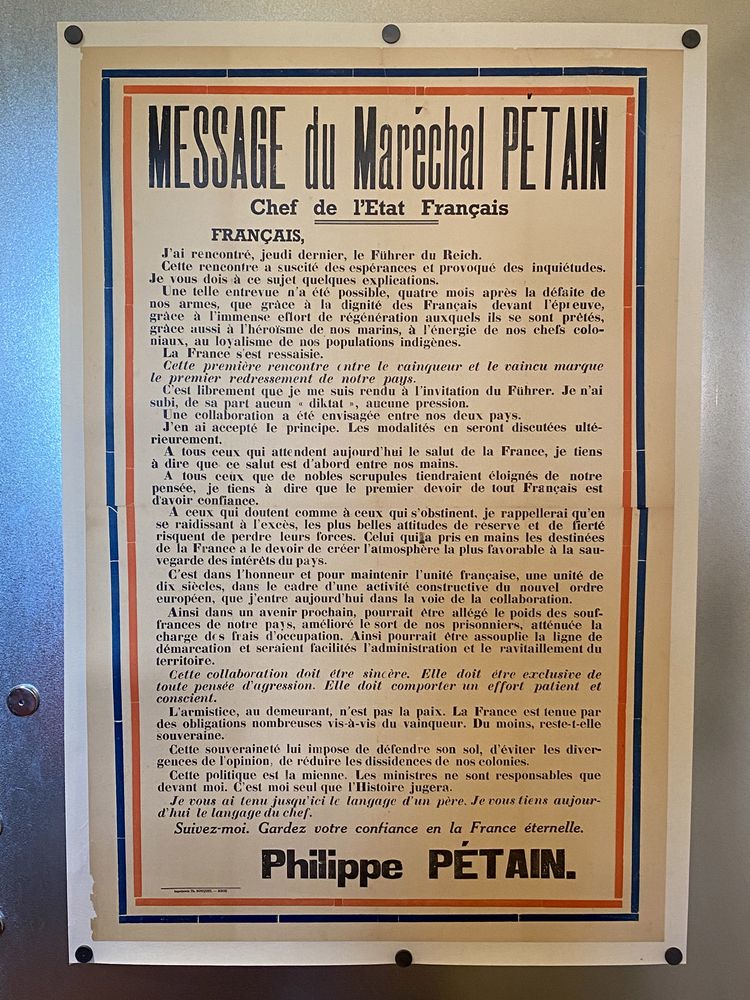 MESSAGE du Maréchal PÉTAIN
Chef de l'Etat Français
FRANÇAIS,
J'ai rencontré, jeudi dernier, le Führer du Reich.
Cette rencontre a suscité des espérances et provoqué des inquiétudes.
Je vous dois à ce sujet quelques explications.
Une telle entrevue n'a été possible, quatre mois après la défaite de
nos armes, que grâce à la dignité des Français devant l'épreuve,
grâce à l'immense effort de régénération auxquels ils se sont prêtés,
grâce aussi à l'héroïsme de nos marins, à l'énergie de nos chefs colo-
niaux, au loyalisme de nos populations indigènes.
La France s'est ressaisie.
Cette première rencontre entre le vainqueur et le vaincu marque
le premier redressement de notre pays.
C'est librement que je me suis rendu à l'invitation du Führer. Je n'ai
subi, de sa part aucun « diktat », aucune pression.
Une collaboration a été envisagée entre nos deux pays.
J'en ai accepté le principe. Les modalités en seront discutées ulté-
rieurement.
A tous ceux qui attendent aujourd'hui le salut de la France, je tiens
à dire que ce salut est d'abord entre nos mains.
A tous ceux que de nobles scrupules tiendraient éloignés de notre
pensée, je tiens à dire que le premier devoir de tout Français est
d'avoir confiance.
A ceux qui doutent comme à ceux qui s'obstinent, je rappellerai qu'en
se raidissant à l'excès, les plus belles attitudes de réserve et de fierté
risquent de perdre leurs forces. Celui qui a pris en mains les destinées
de la France a le devoir de créer l'atmosphère la plus favorable à la sau-
vegarde des intérêts du pays.
C'est dans l'honneur et pour maintenir l'unité française, une unité de
dix siècles, dans le cadre d'une activité constructive du nouvel ordre
européen, que j'entre aujourd'hui dans la voie de la collaboration.
Ainsi dans un avenir prochain, pourrait être allégé le poids des souf-
frances de notre pays, amélioré le sort de nos prisonniers, atténuée la
charge des frais d'occupation. Ainsi pourrait être assouplie la ligne de
démarcation et seraient facilités l'administration et le ravitaillement du
territoire.
Cette collaboration doit être sincère. Elle doit être exclusive de
toute pensée d'agression. Elle doit comporter un effort patient et
conscient.
L'armistice, au demeurant, n'est pas la paix. La France est tenue par
des obligations nombreuses vis-à-vis du vainqueur. Du moins, reste-t-elle
souveraine.
Cette souveraineté lui impose de défendre son sol, d'éviter les diver-
gences de l'opinion, de réduire les dissidences de nos colonies.
Cette politique est la mienne. Les ministres ne sont responsables que
devant moi. C'est moi seul que l'Histoire jugera.
Je vous ai tenu jusqu'ici le langage d'un père. Je vous tiens aujour-
d'hui le langage du chef.
Suivez-moi. Gardez votre confiance en la France éternelle.
Philippe PÉTAIN.
Imprimerie